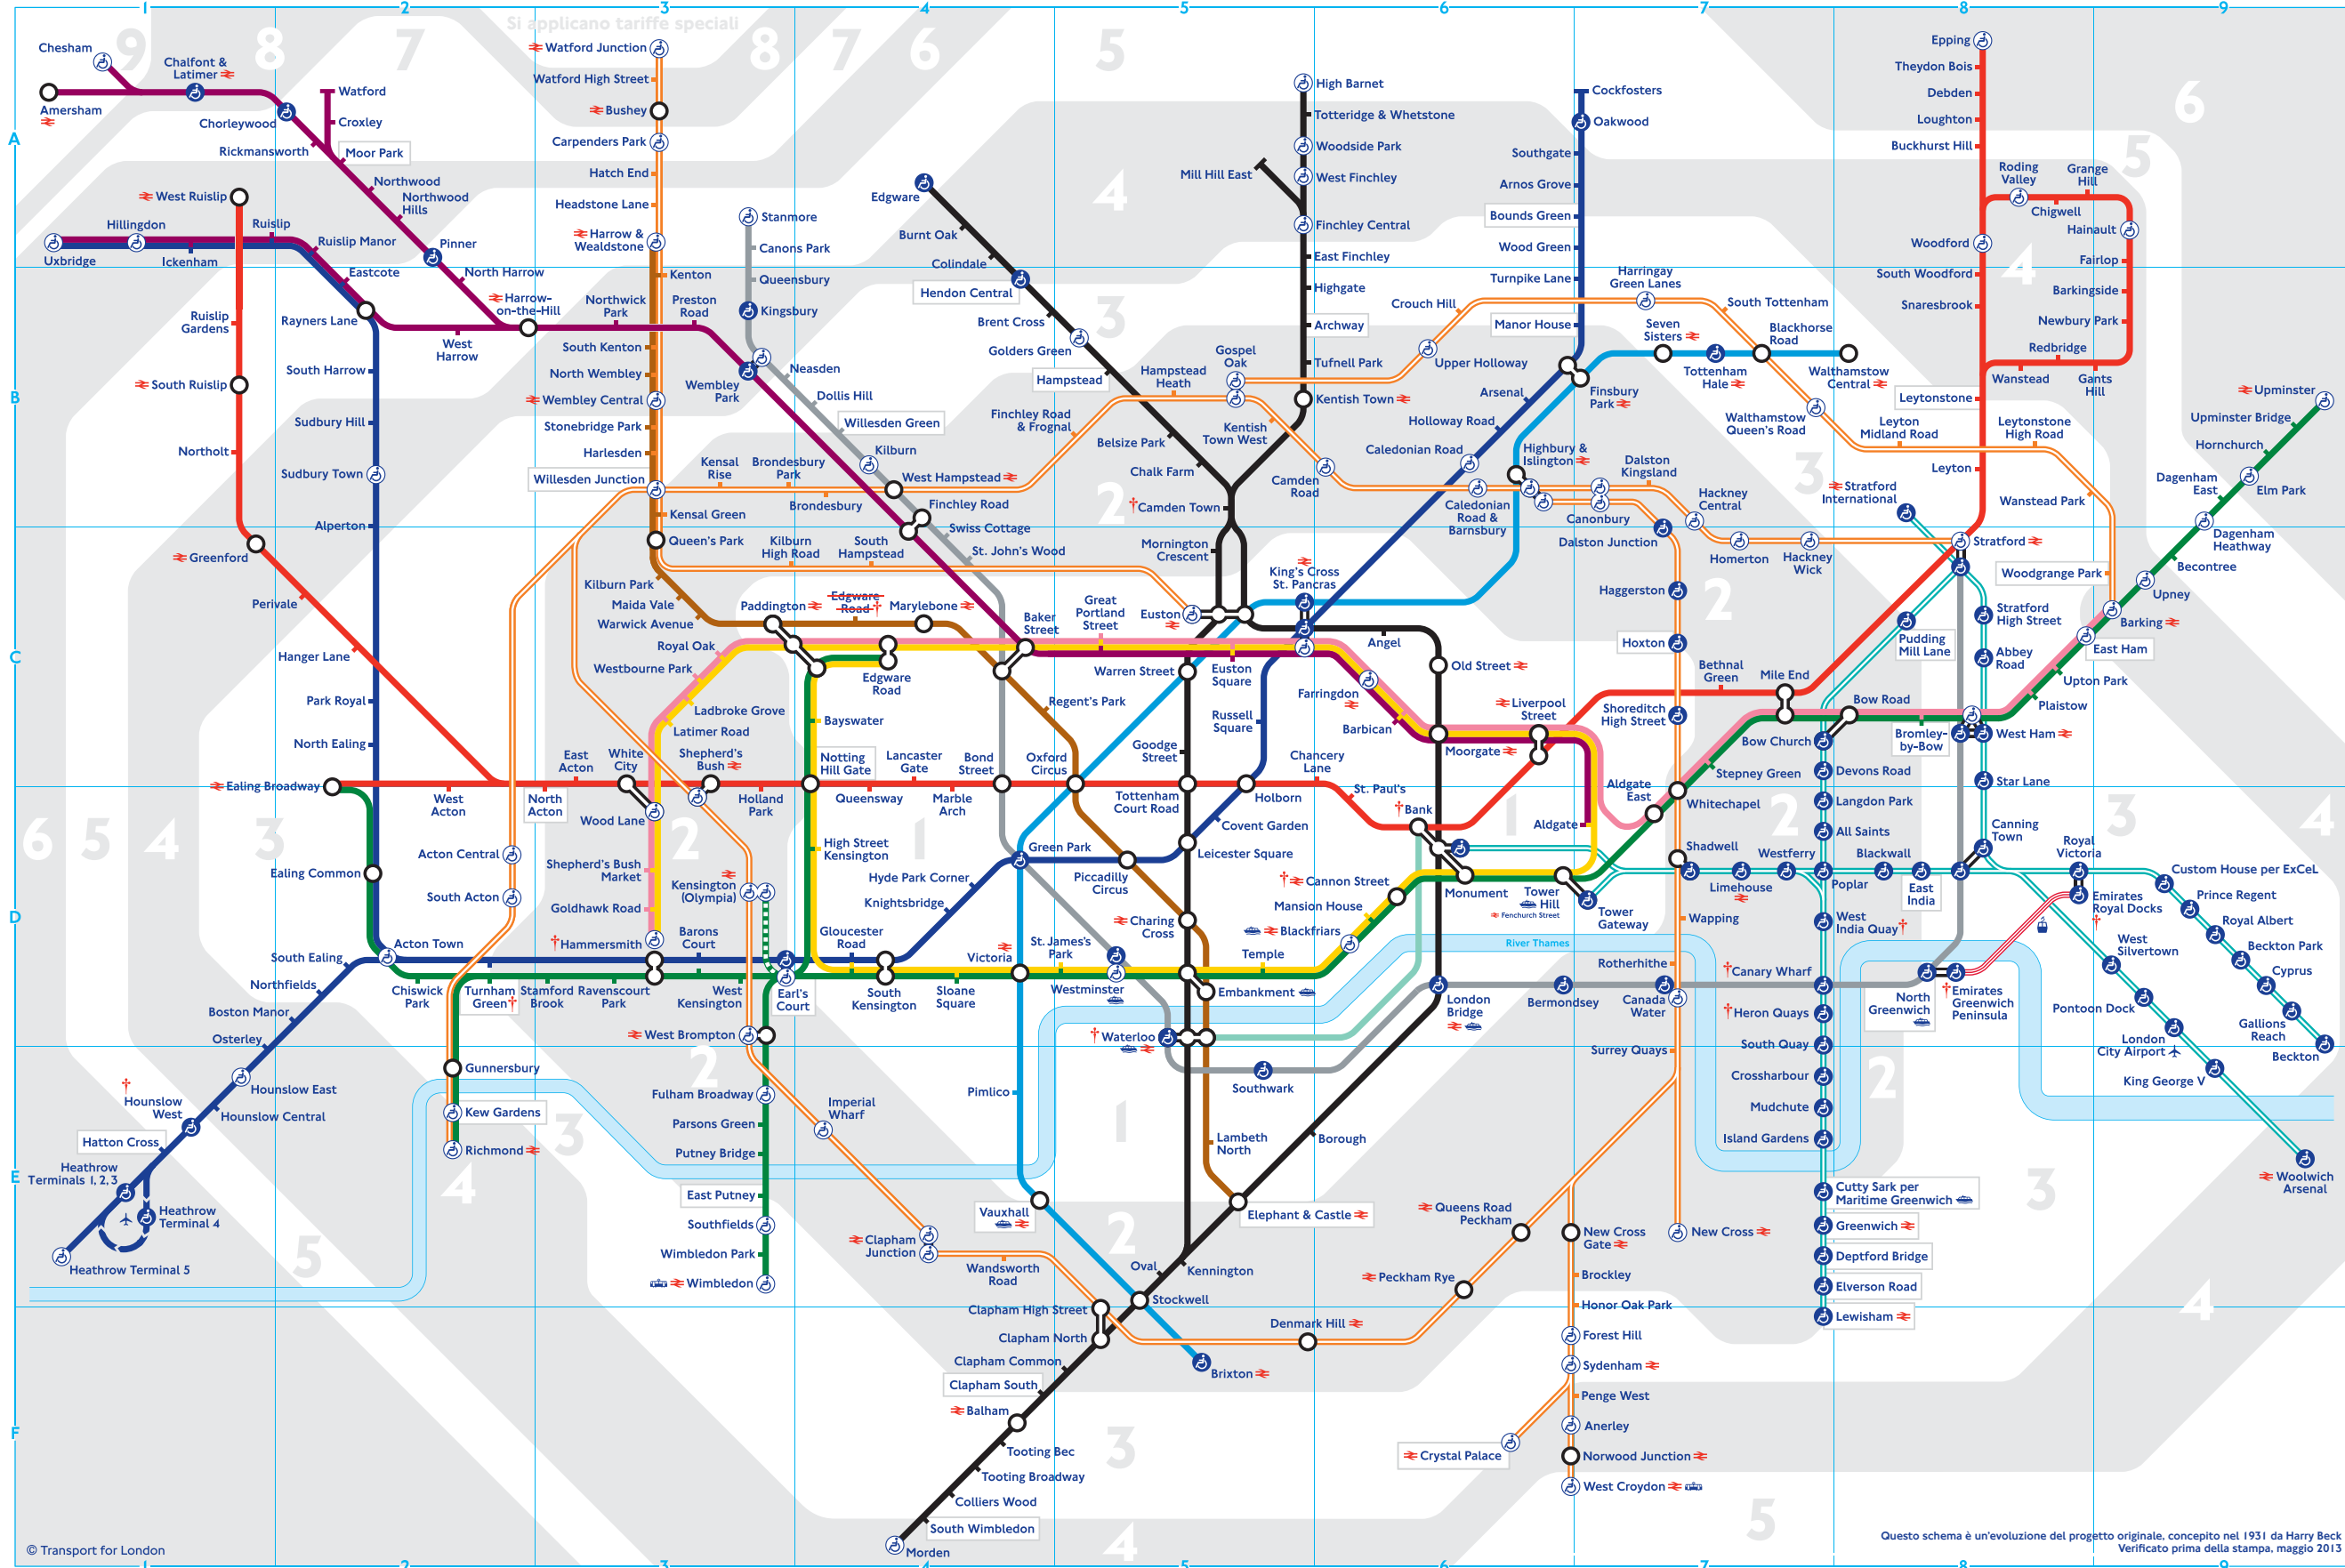 1 2 3 4 5 6 7 8 9
Si applicano tariffe speciali
9 8 7 8 7 6 5
Chesham
Chalfont &
Latimer
Amersham
Chorleywood
Rickmansworth
Watford
Croxley
Moor Park
Northwood
Northwood
Hills
Pinner
North Harrow
Harrow-
on-the-Hill
Watford Junction
Watford High Street
Bushey
Carpenders Park
Hatch End
Headstone Lane
Harrow &
Wealdstone
Kenton
Northwick
Park
Preston
Road
South Kenton
North Wembley
Wembley Central
Stonebridge Park
Harlesden
Willesden Junction
Kensal Green
Queen's Park
Kilburn Park
Maida Vale
Warwick Avenue
A
West Ruislip
Hillingdon
Ruislip
Uxbridge
Ickenham
Ruislip Manor
Eastcote
Rayners Lane
West
Harrow
Ruislip
Gardens
South Ruislip
Northolt
Greenford
Perivale
Hanger Lane
South Harrow
Sudbury Hill
Sudbury Town
Alperton
Park Royal
North Ealing
B
Stanmore
Canons Park
Queensbury
Kingsbury
Wembley
Park
Neasden
Dollis Hill
Willesden Green
Kilburn
West Hampstead
Finchley Road
Swiss Cottage
St. John's Wood
Kensal
Rise
Brondesbury
Park
Brondesbury
Kilburn
High Road
South
Hampstead
Finchley Road
& Frognal
Hampstead
Heath
Gospel
Oak
Kentish
Town West
Camden
Road
Edgware
Burnt Oak
Colindale
Hendon Central
Brent Cross
Golders Green
Hampstead
Belsize Park
Chalk Farm
†Camden Town
Mornington
Crescent
Euston
High Barnet
Totteridge & Whetstone
Woodside Park
Mill Hill East
West Finchley
Finchley Central
East Finchley
Highgate
Archway
Tufnell Park
Kentish Town
Cockfosters
Oakwood
Southgate
Arnos Grove
Bounds Green
Wood Green
Turnpike Lane
Manor House
Finsbury
Park
Arsenal
Holloway Road
Caledonian Road
Crouch Hill
Upper Holloway
Harringay
Green Lanes
South Tottenham
Seven
Sisters
Blackhorse
Road
Tottenham
Hale
Walthamstow
Central
Walthamstow
Queen's Road
Leyton
Midland Road
Leytonstone
High Road
Wanstead Park
Woodgrange Park
Highbury &
Islington
Caledonian
Road &
Barnsbury
Canonbury
Dalston
Kingsland
Dalston Junction
Hackney
Central
Homerton
Hackney
Wick
Haggerston
Hoxton
Shoreditch
High Street
Epping
Theydon Bois
Debden
Loughton
Buckhurst Hill
Roding
Valley
Grange
Hill
Chigwell
Hainault
Woodford
Fairlop
South Woodford
Barkingside
Snaresbrook
Newbury Park
Redbridge
Wanstead
Gants
Hill
Leytonstone
Leyton
Stratford
International
Stratford
Stratford
High Street
Pudding
Mill Lane
Abbey
Road
Upminster
Upminster Bridge
Hornchurch
Elm Park
Dagenham
East
Dagenham
Heathway
Becontree
Upney
Barking
East Ham
Upton Park
Plaistow
West Ham
Bromley-
by-Bow
Bow Road
Bow Church
Mile End
Bethnal
Green
Stepney Green
Whitechapel
Star Lane
Devons Road
Langdon Park
All Saints
C
Paddington
Edgware
Road†
Marylebone
Royal Oak
Westbourne Park
Ladbroke Grove
Latimer Road
Edgware
Road
Baker
Street
Great
Portland
Street
Regent's Park
King's Cross
St. Pancras
Warren Street
Euston
Square
Angel
Old Street
Farringdon
Barbican
Moorgate
Liverpool
Street
Russell
Square
Goodge
Street
Bayswater
Notting
Hill Gate
Lancaster
Gate
Queensway
Marble
Arch
Bond
Street
Oxford
Circus
Tottenham
Court Road
Holborn
Chancery
Lane
St. Paul's
†Bank
Aldgate
Aldgate
East
Ealing Broadway
West
Acton
East
Acton
North
Acton
White
City
Shepherd's
Bush
Holland
Park
Wood Lane
Shepherd's Bush
Market
Goldhawk Road
†Hammersmith
Kensington
(Olympia)
Acton Central
South Acton
Ealing Common
High Street
Kensington
Green Park
Hyde Park Corner
Knightsbridge
Gloucester
Road
Piccadilly
Circus
Leicester Square
Covent Garden
Charing
Cross
Monument
†Cannon Street
Mansion House
Blackfriars
Temple
Embankment
Westminster
St. James's
Park
Victoria
Sloane
Square
South
Kensington
Earl's
Court
Barons
Court
West
Kensington
Ravenscourt
Park
Stamford
Brook
Turnham
Green†
Chiswick
Park
Acton Town
South Ealing
Northfields
Boston Manor
Osterley
Hounslow East
Hounslow Central
†
Hounslow
West
Hatton Cross
Heathrow
Terminals 1, 2, 3
Heathrow
Terminal 4
Heathrow Terminal 5
D
Tower
Hill
Fenchurch Street
Tower
Gateway
Shadwell
Limehouse
Westferry
Poplar
Blackwall
East
India
Canning
Town
Royal
Victoria
Custom House per ExCeL
Prince Regent
Royal Albert
Beckton Park
Cyprus
Gallions
Reach
Beckton
Emirates
Royal Docks
†
West
Silvertown
Pontoon Dock
London
City Airport
King George V
Woolwich
Arsenal
River Thames
Wapping
Rotherhithe
Canada
Water
Surrey Quays
Bermondsey
London
Bridge
Southwark
†Waterloo
West
India Quay†
†Canary Wharf
†Heron Quays
South Quay
Crossharbour
Mudchute
Island Gardens
Cutty Sark per
Maritime Greenwich
Greenwich
Deptford Bridge
Elverson Road
Lewisham
North
Greenwich
†Emirates
Greenwich
Peninsula
Gunnersbury
Kew Gardens
Richmond
West Brompton
Fulham Broadway
Parsons Green
Putney Bridge
East Putney
Southfields
Wimbledon Park
Wimbledon
Imperial
Wharf
Clapham
Junction
Wandsworth
Road
Pimlico
Vauxhall
Lambeth
North
Borough
Elephant & Castle
Kennington
Oval
Stockwell
Clapham High Street
Clapham North
Clapham Common
Clapham South
Balham
Tooting Bec
Tooting Broadway
Colliers Wood
South Wimbledon
Morden
Brixton
Denmark Hill
Peckham Rye
Queens Road
Peckham
New Cross
Gate
New Cross
Brockley
Honor Oak Park
Forest Hill
Sydenham
Penge West
Anerley
Crystal Palace
Norwood Junction
West Croydon
E
F
6 5 4 3 2 1
1 2 3 4 5 6 7 8 9
© Transport for London
Questo schema è un'evoluzione del progetto originale, concepito nel 1931 da Harry Beck
Verificato prima della stampa, maggio 2013